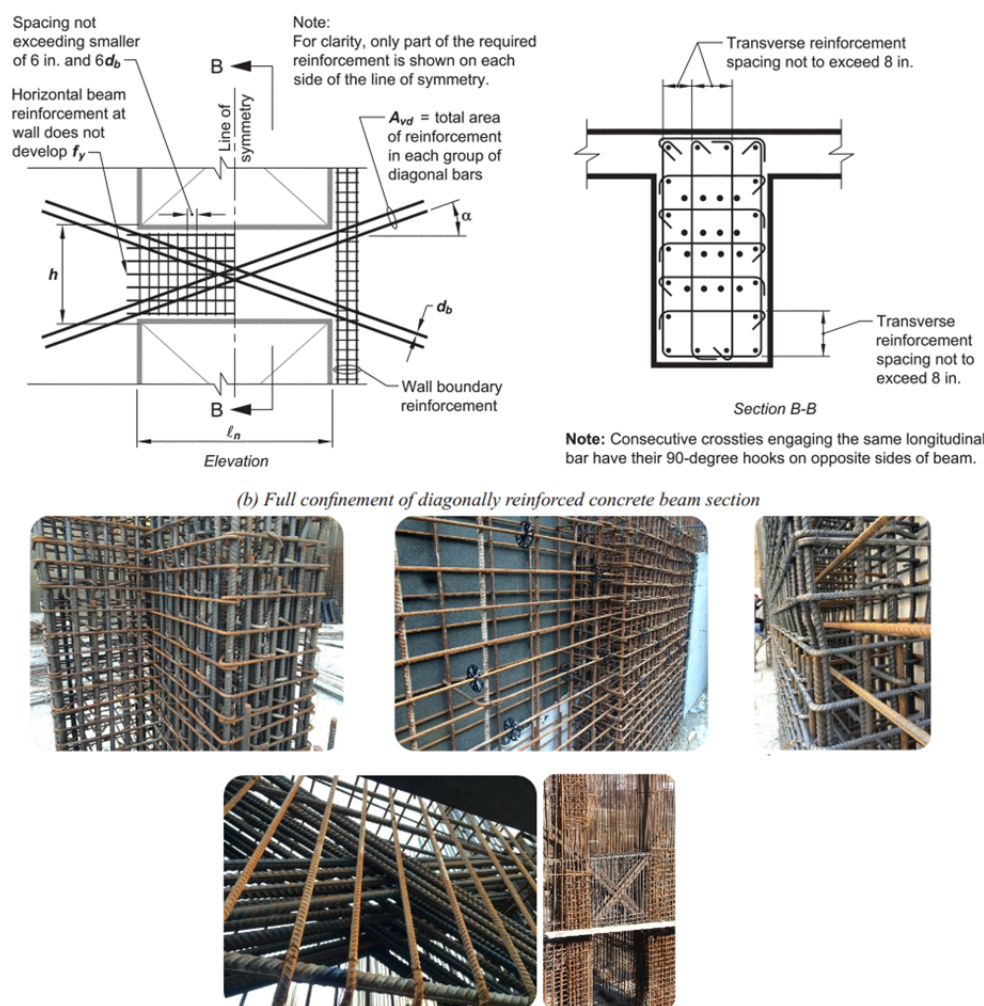 Spacing not
exceeding smaller
of 6 in. and 6d_b
Horizontal beam
reinforcement at
wall does not
develop f_y
B
Line of
symmetry
Note:
For clarity, only part of the required
reinforcement is shown on each
side of the line of symmetry.
A_vd = total area
of reinforcement
in each group of
diagonal bars
α
h
d_b
Wall boundary
reinforcement
B
ℓ_n
Elevation
Transverse reinforcement
spacing not to exceed 8 in.
Transverse
reinforcement
spacing not to
exceed 8 in.
Section B-B
Note: Consecutive crossties engaging the same longitudinal
bar have their 90-degree hooks on opposite sides of beam.
(b) Full confinement of diagonally reinforced concrete beam section